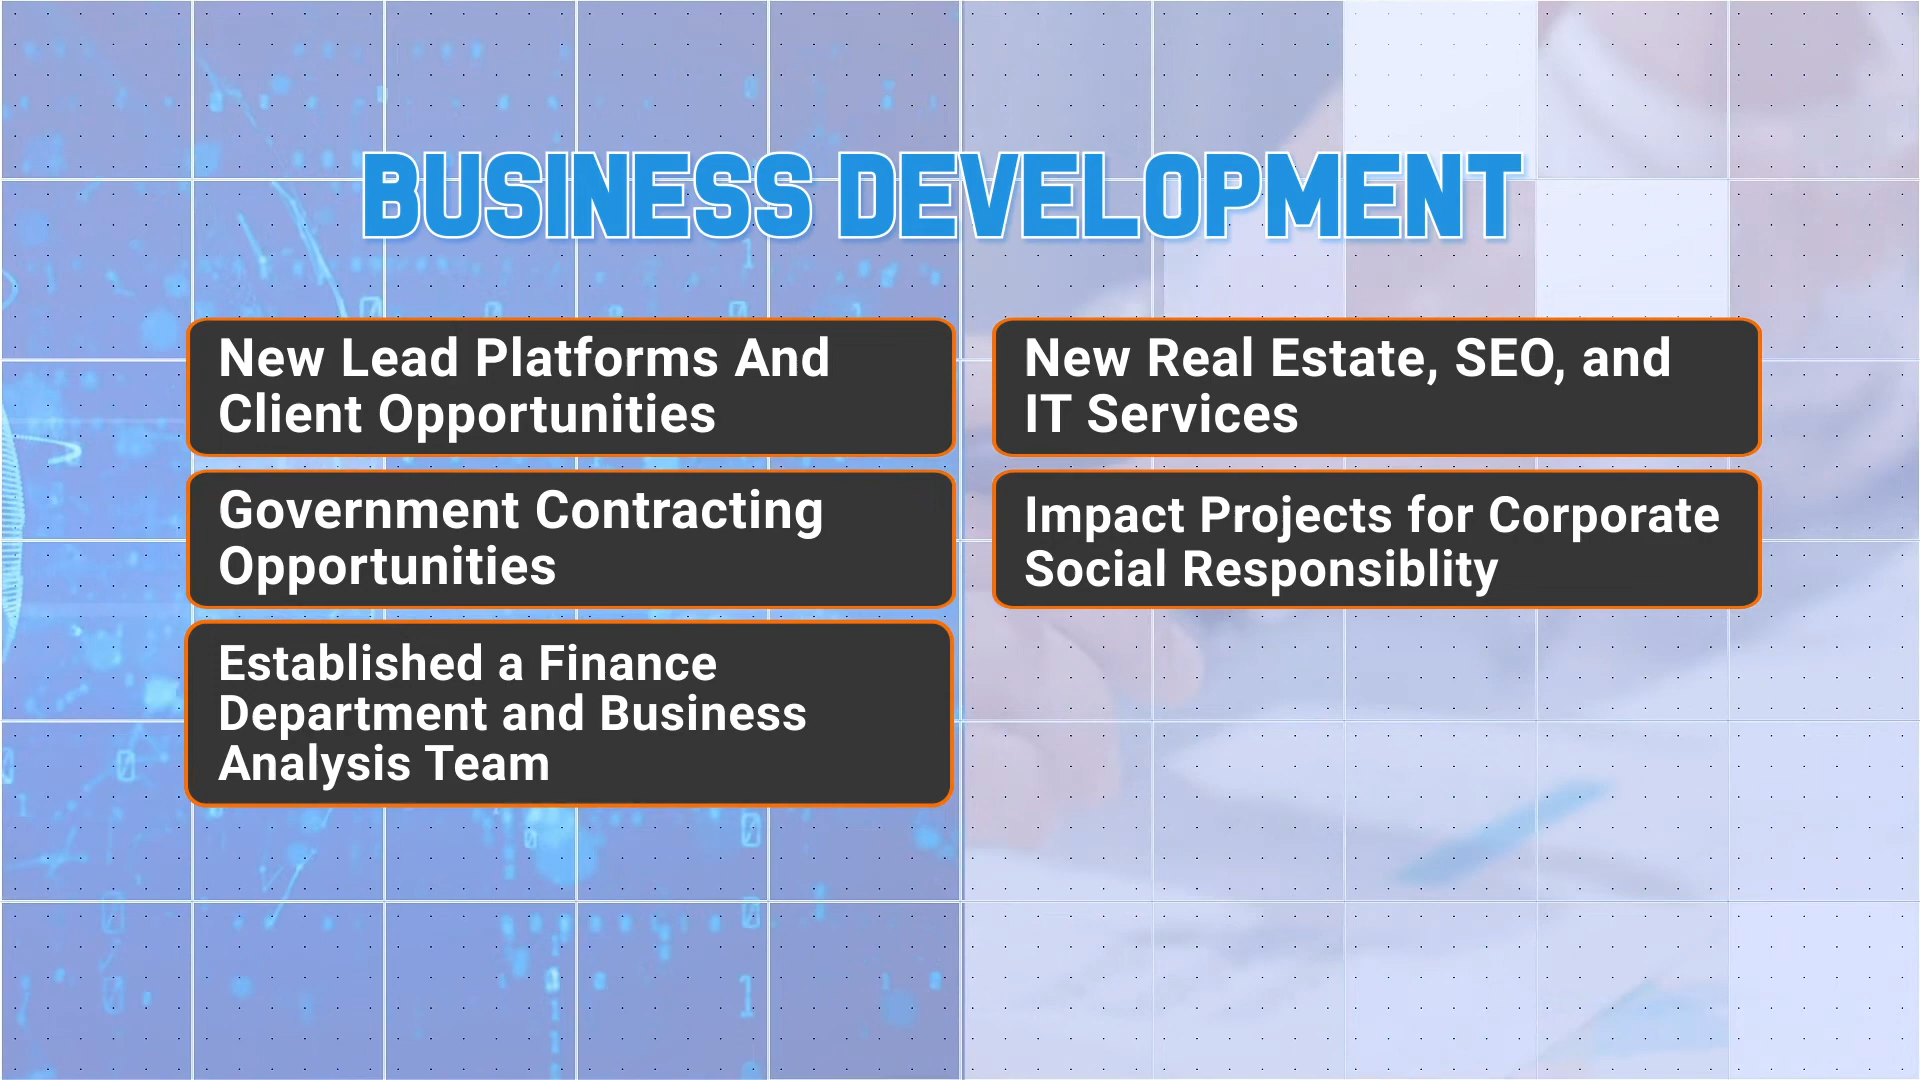 BUSINESS DEVELOPMENT
New Lead Platforms And
Client Opportunities
Government Contracting
Opportunities
Established a Finance
Department and Business
Analysis Team
New Real Estate, SEO, and
IT Services
Impact Projects for Corporate
Social Responsiblity